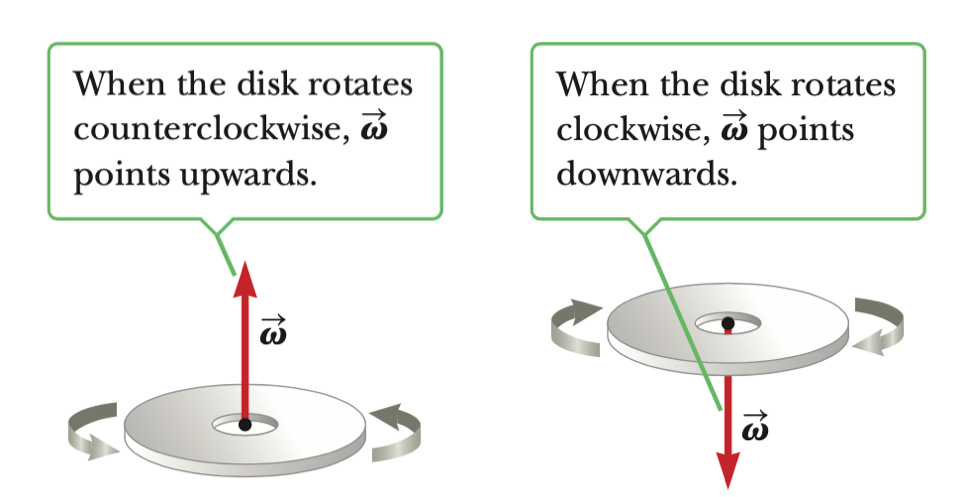 When the disk rotates
counterclockwise, $\vec{\omega}$
points upwards.
When the disk rotates
clockwise, $\vec{\omega}$ points
downwards.
$\vec{\omega}$
$\vec{\omega}$